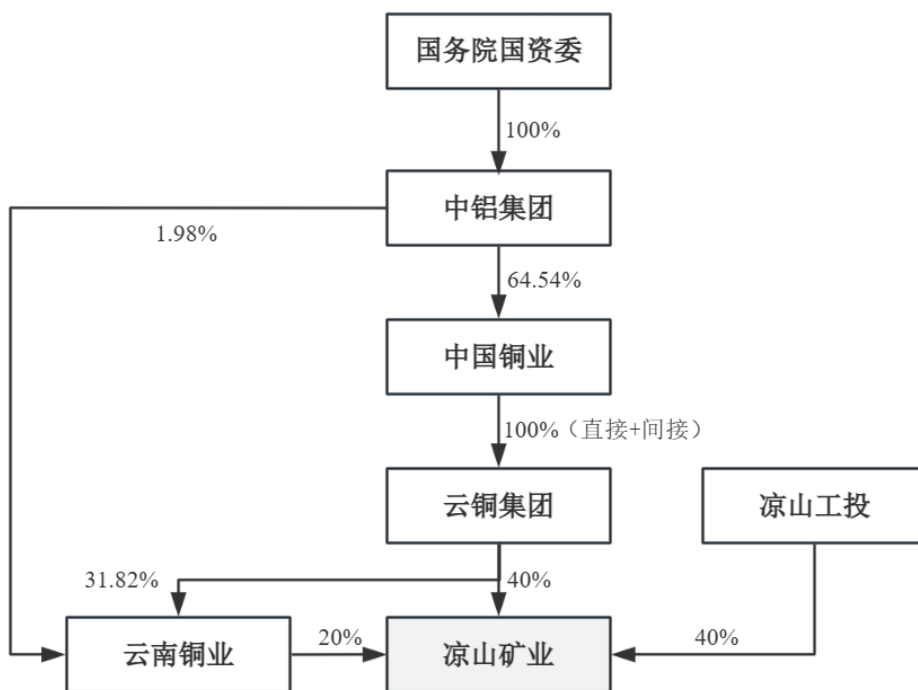 国务院国资委
100%
中铝集团
1.98%
64.54%
中国铜业
100%（直接+间接）
云铜集团
凉山工投
31.82%
40%
云南铜业
20%
凉山矿业
40%